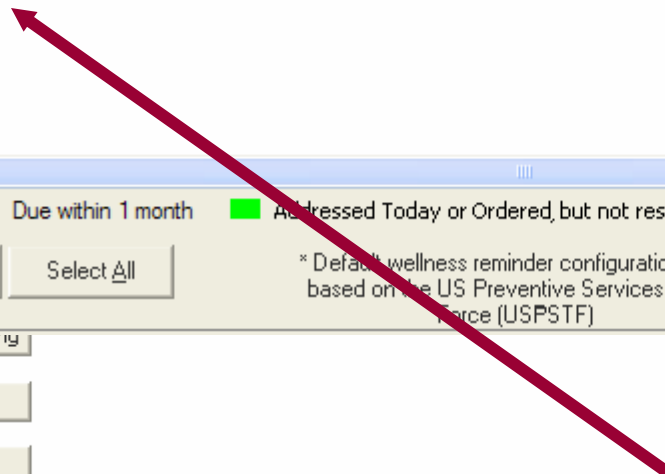 Due within 1 month Addressed Today or Ordered, but not res
Select All
* Default wellness reminder configuratio
based on the US Preventive Services
Force (USPSTF)